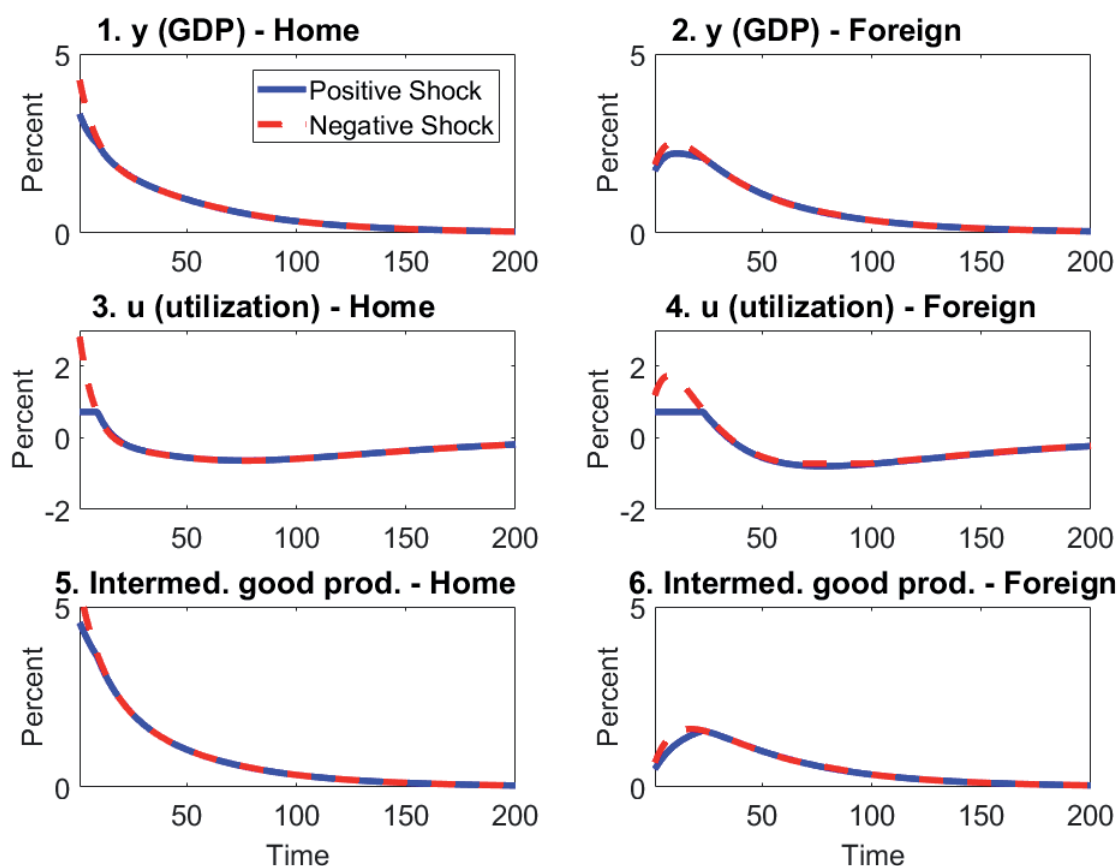 1. y (GDP) - Home
5
Percent
0
50 100 150 200
Positive Shock
Negative Shock
2. y (GDP) - Foreign
5
Percent
0
50 100 150 200
3. u (utilization) - Home
2
Percent
0
-2
50 100 150 200
4. u (utilization) - Foreign
2
Percent
0
-2
50 100 150 200
5. Intermed. good prod. - Home
5
Percent
0
50 100 150 200
Time
6. Intermed. good prod. - Foreign
5
Percent
0
50 100 150 200
Time